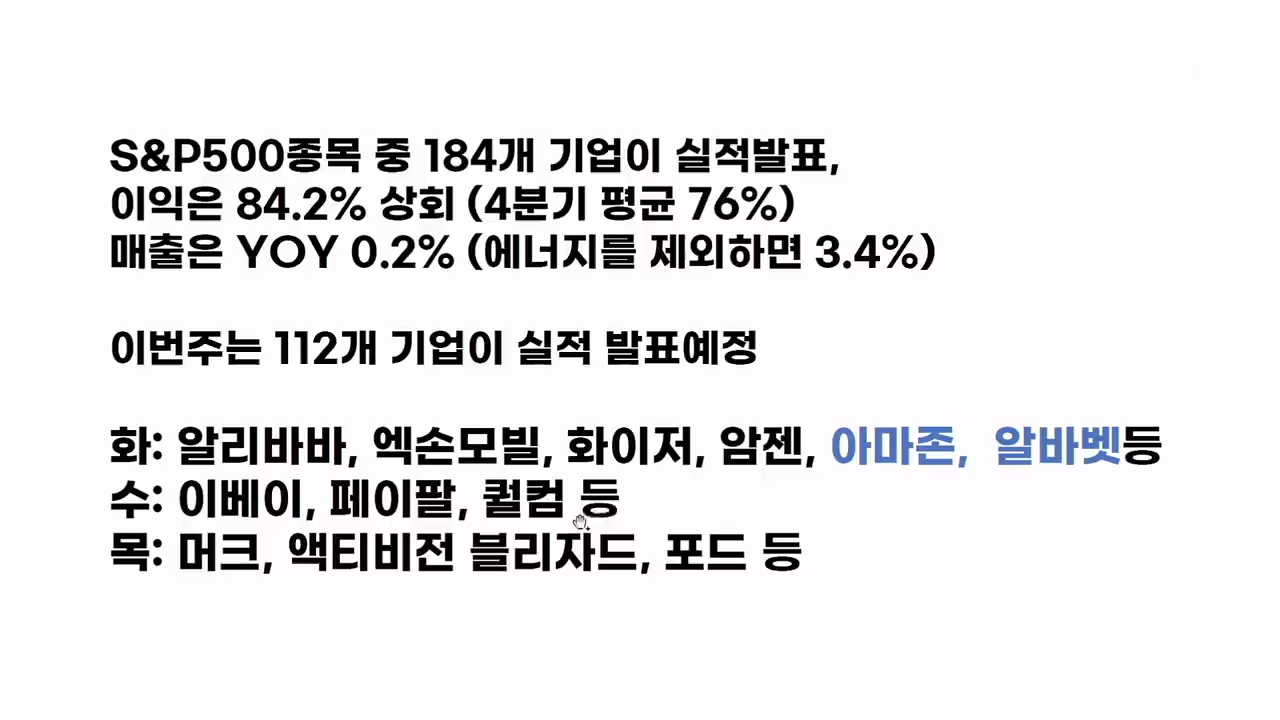 S&P500종목 중 184개 기업이 실적발표,
이익은 84.2% 상회 (4분기 평균 76%)
매출은 YOY 0.2% (에너지를 제외하면 3.4%)
이번주는 112개 기업이 실적 발표예정
화: 알리바바, 엑손모빌, 화이저, 암젠, 아마존, 알바벳등
수: 이베이, 페이팔, 퀄컴 등
목: 머크, 액티비전 블리자드, 포드 등
LIVE